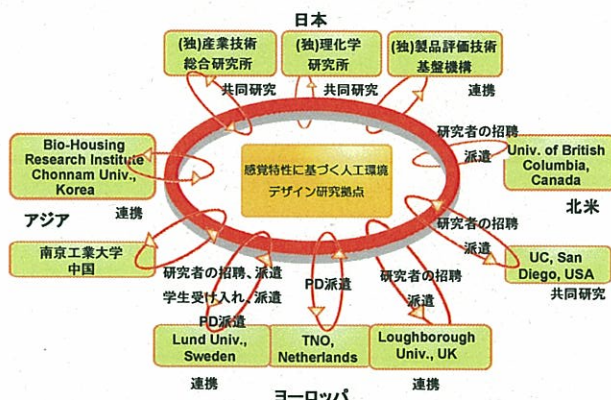 日本
(独)産業技術
総合研究所
(独)理化学
研究所
(独)製品評価技術
基盤機構
共同研究
共同研究
連携
Bio-Housing
Research Institute
Chonnam Univ.,
Korea
連携
アジア
南京工業大学
中国
感覚特性に基づく人工環境
デザイン研究拠点
研究者の招聘
派遣
Univ. of British
Columbia,
Canada
北米
研究者の招聘
派遣
UC, San
Diego, USA
共同研究
研究者の招聘、派遣
学生受け入れ、派遣
PD派遣
Lund Univ.,
Sweden
連携
PD派遣
TNO,
Netherlands
研究者の招聘
派遣
Loughborough
Univ., UK
連携
ヨーロッパ